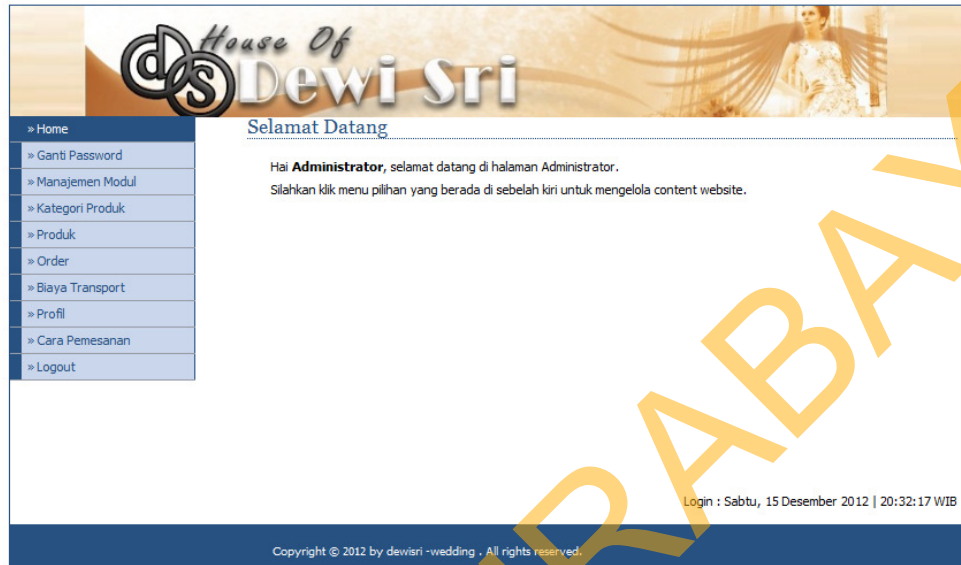 House Of
dds Dewi Sri
» Home
» Ganti Password
» Manajemen Modul
» Kategori Produk
» Produk
» Order
» Biaya Transport
» Profil
» Cara Pemesanan
» Logout
Selamat Datang
Hai Administrator, selamat datang di halaman Administrator.
Silahkan klik menu pilihan yang berada di sebelah kiri untuk mengelola content website.
Login : Sabtu, 15 Desember 2012 | 20:32:17 WIB
Copyright © 2012 by dewisri -wedding . All rights reserved.
RABAY